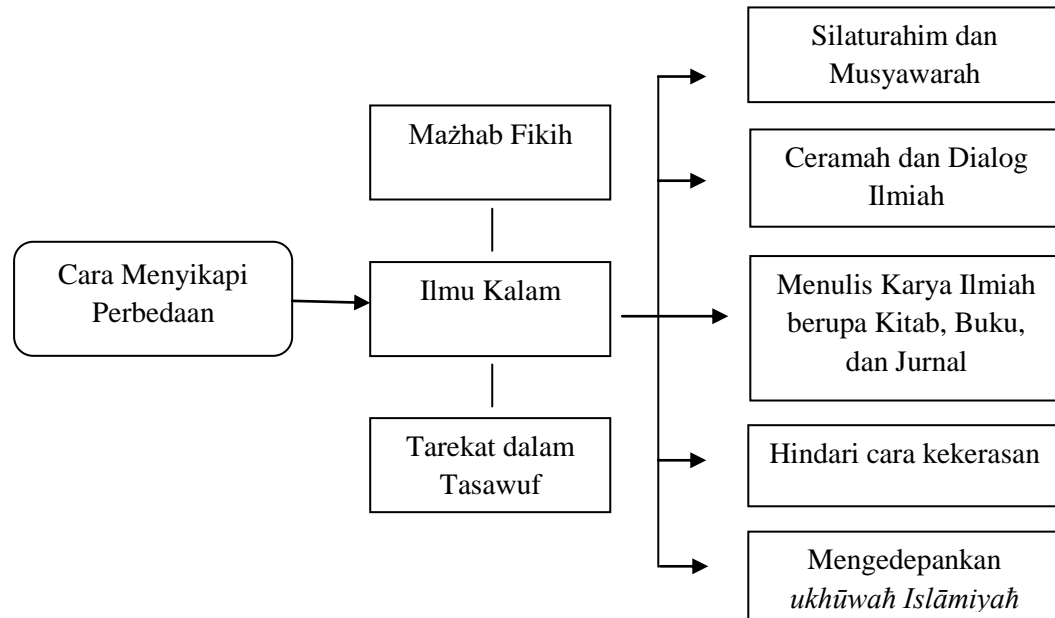 Cara Menyikapi
Perbedaan
Mażhab Fikih
Ilmu Kalam
Tarekat dalam
Tasawuf
Silaturahim dan
Musyawarah
Ceramah dan Dialog
Ilmiah
Menulis Karya Ilmiah
berupa Kitab, Buku,
dan Jurnal
Hindari cara kekerasan
Mengedepankan
ukhūwaħ Islāmiyaħ